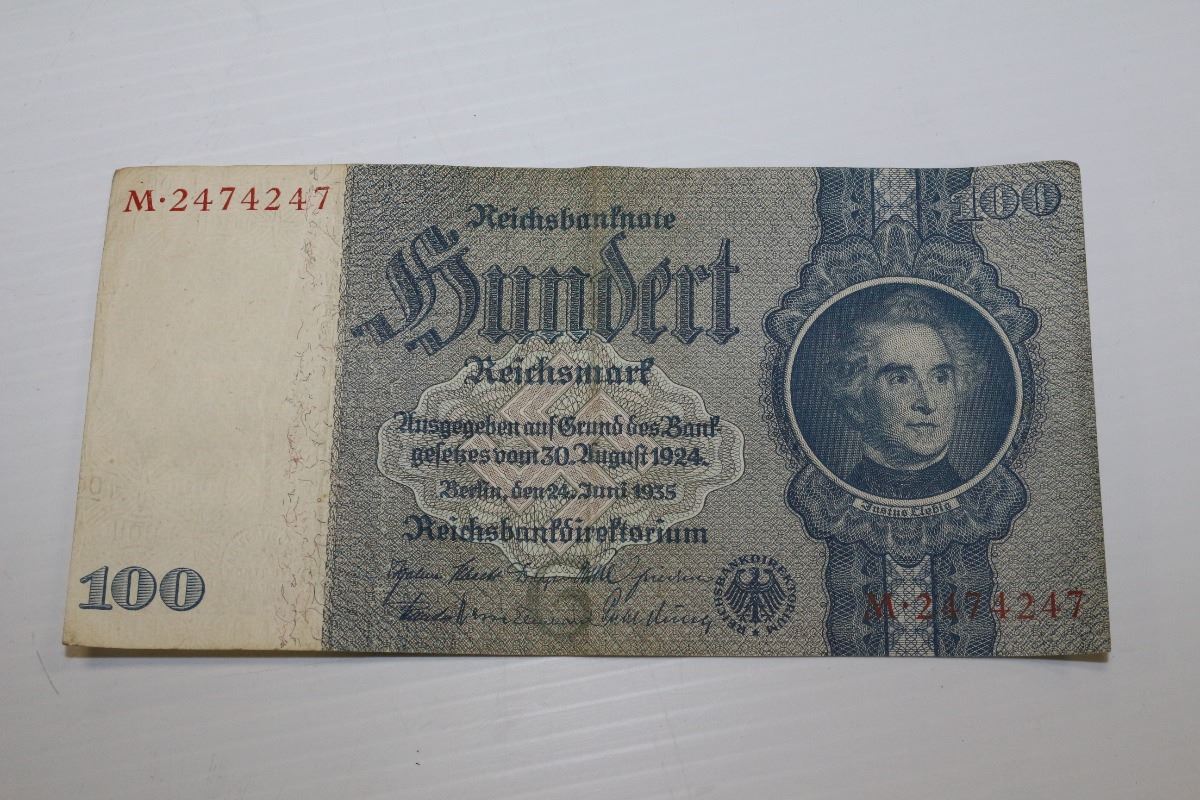 M·2474247
100
Reichsbanknote
Hundert
Reichsmark
Ausgegeben auf Grund des Bank
gesetzes vom 30. August 1924.
Berlin, den 24. Juni 1935
Reichsbankdirektorium
REICHSBANKDIREKTORIUM
Justus Liebig
M·2474247
100